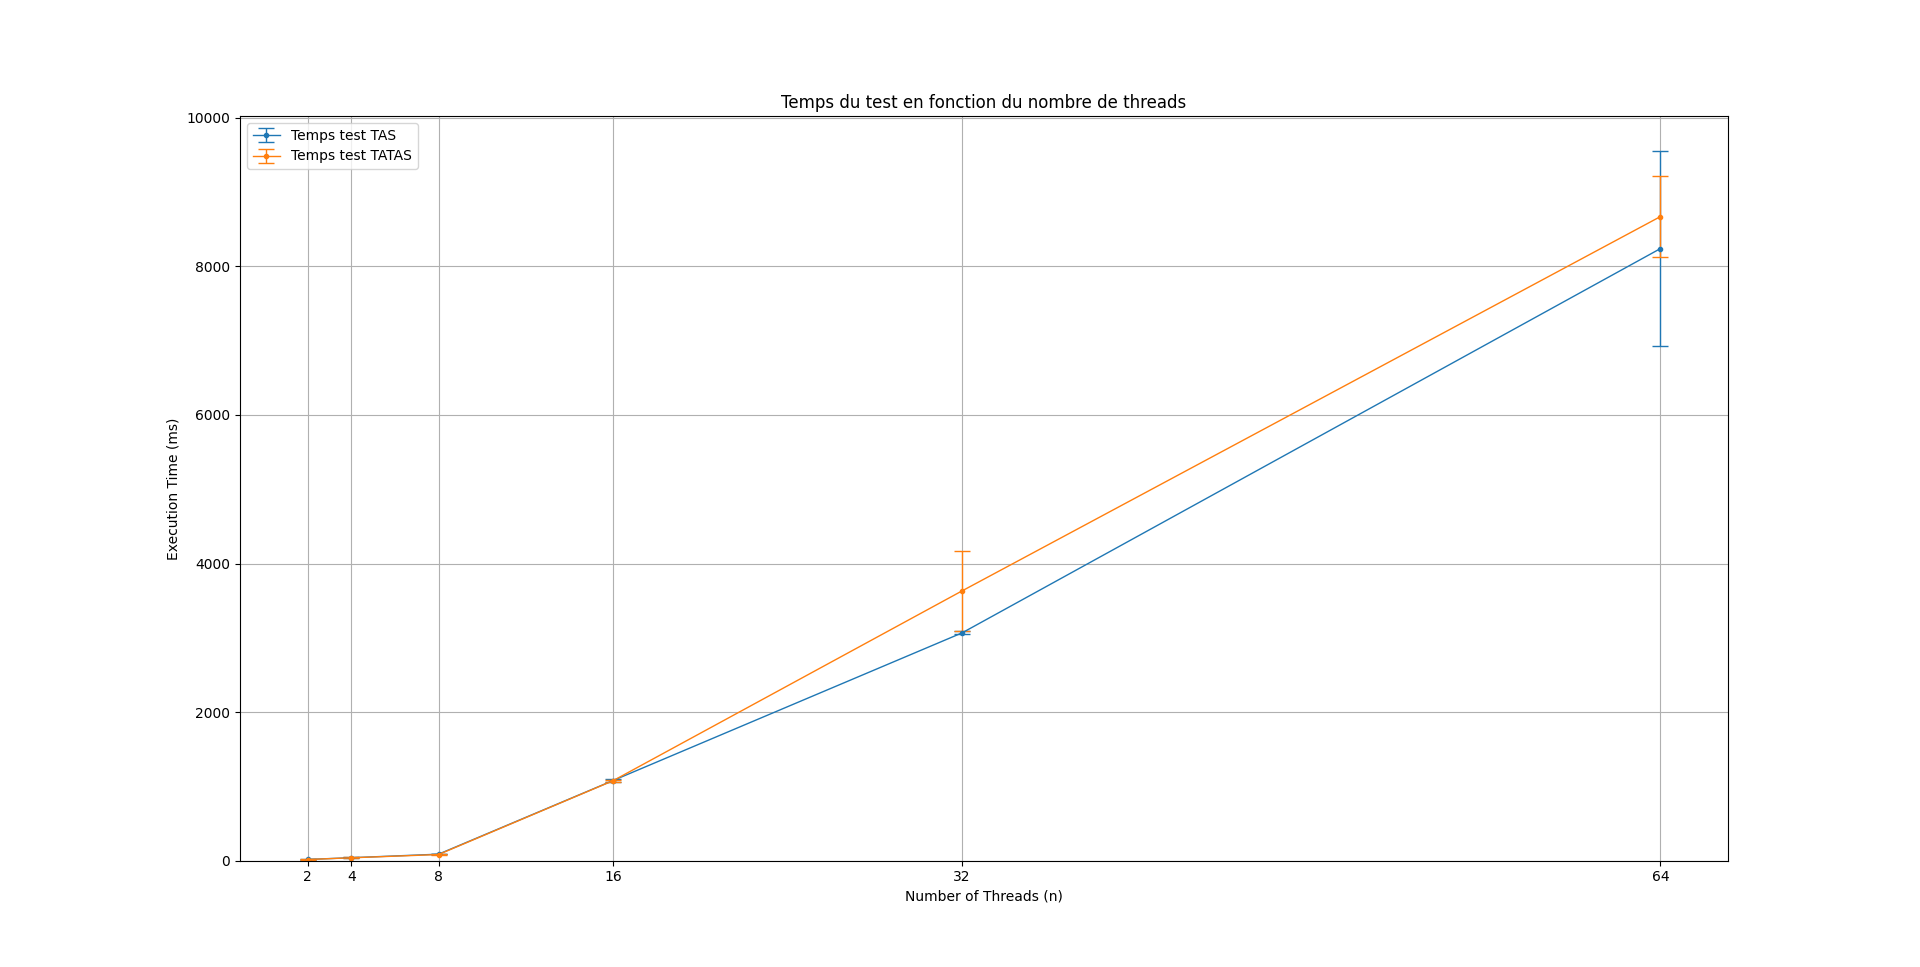 Temps du test en fonction du nombre de threads
Temps test TAS
Temps test TATAS
10000
8000
6000
4000
2000
0
Execution Time (ms)
2 4 8 16 32 64
Number of Threads (n)